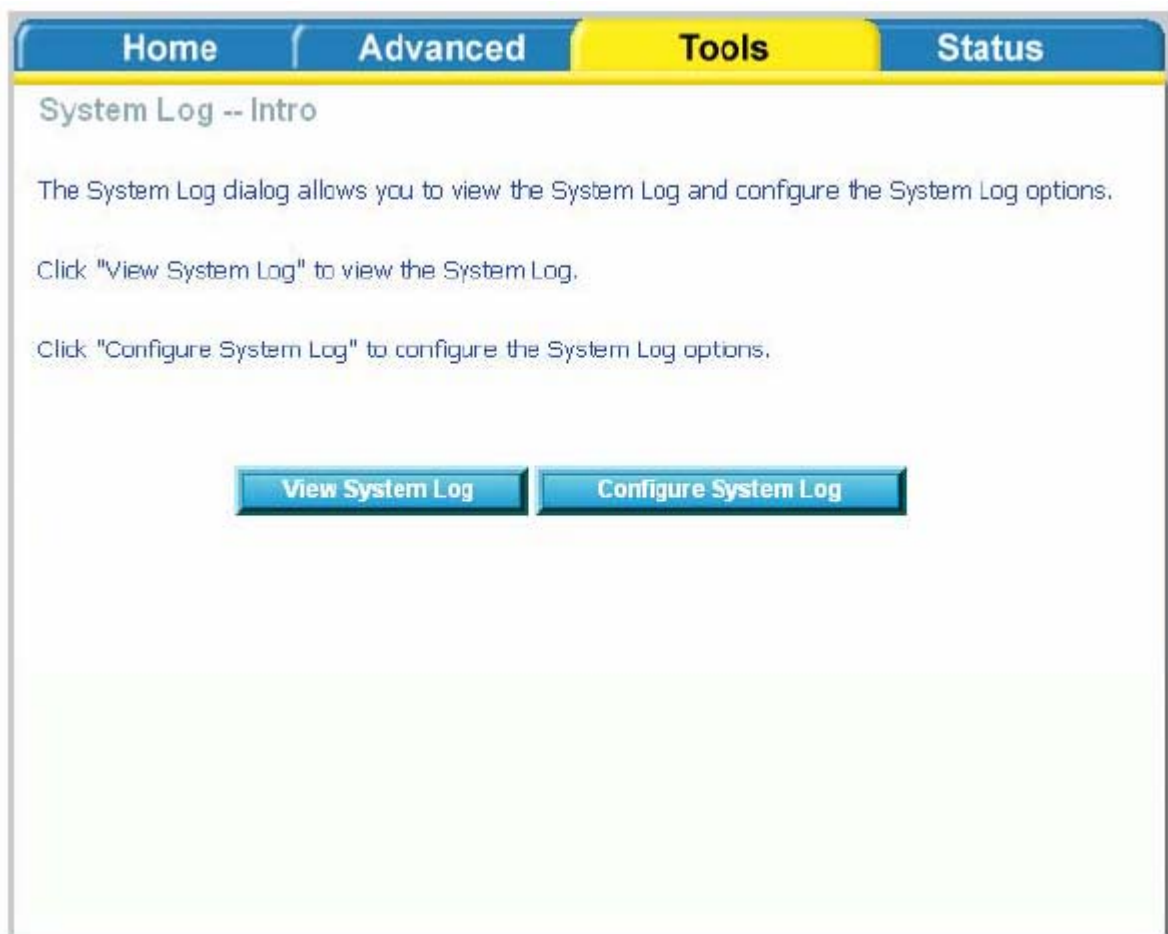 Home Advanced Tools Status
System Log -- Intro
The System Log dialog allows you to view the System Log and configure the System Log options.
Click "View System Log" to view the System Log.
Click "Configure System Log" to configure the System Log options.
View System Log Configure System Log